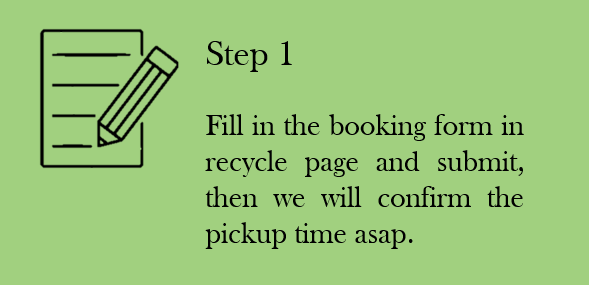 Step 1
Fill in the booking form in
recycle page and submit,
then we will confirm the
pickup time asap.